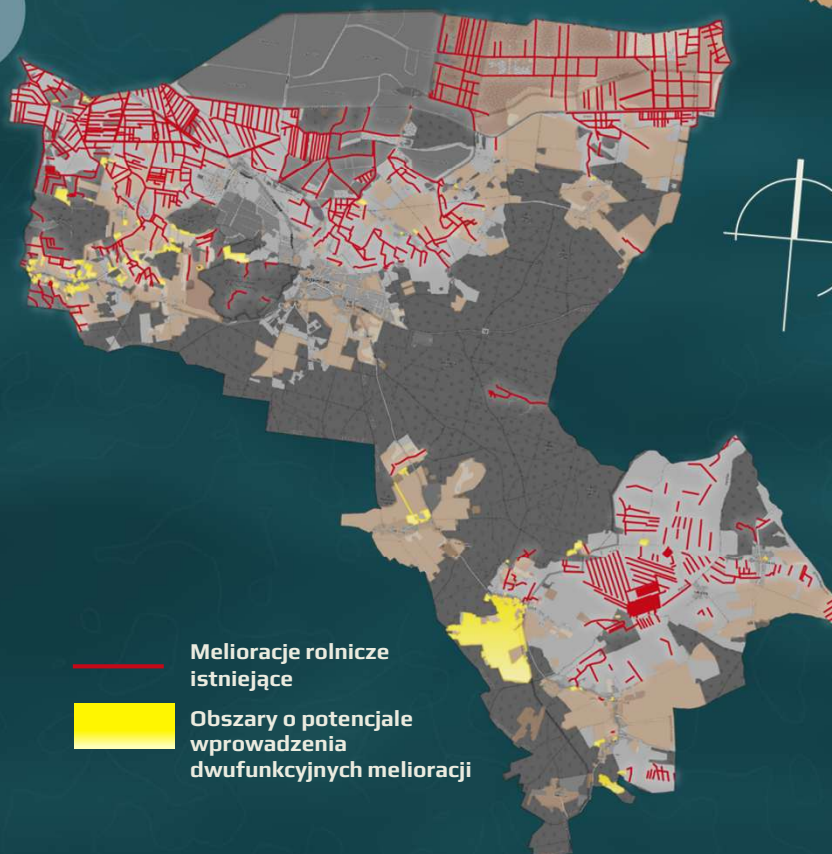 Melioracje rolnicze
istniejące
Obszary o potencjale
wprowadzenia
dwufunkcyjnych melioracji